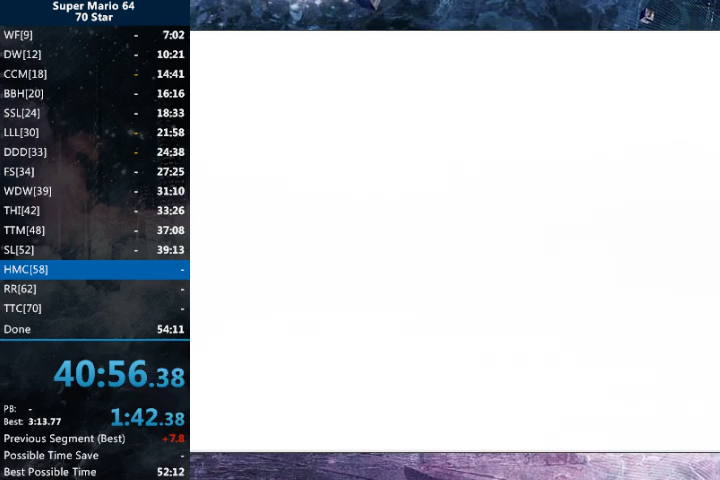 Super Mario 64
70 Star
WF[9] - 7:02
DW[12] - 10:21
CCM[18] - 14:41
BBH[20] - 16:16
SSL[24] - 18:33
LLL[30] - 21:58
DDD[33] - 24:38
FS[34] - 27:25
WDW[39] - 31:10
THI[42] - 33:26
TTM[48] - 37:08
SL[52] - 39:13
HMC[58] -
RR[62] -
TTC[70] -
Done 54:11
40:56.38
PB: -
Best: 3:13.77
1:42.38
Previous Segment (Best) +7.8
Possible Time Save -
Best Possible Time 52:12